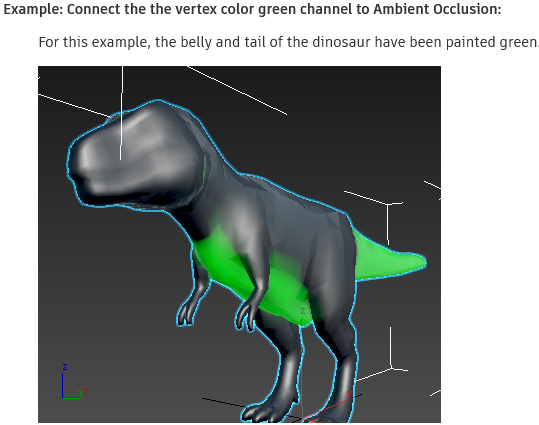 Example: Connect the the vertex color green channel to Ambient Occlusion:
For this example, the belly and tail of the dinosaur have been painted green.
z
z